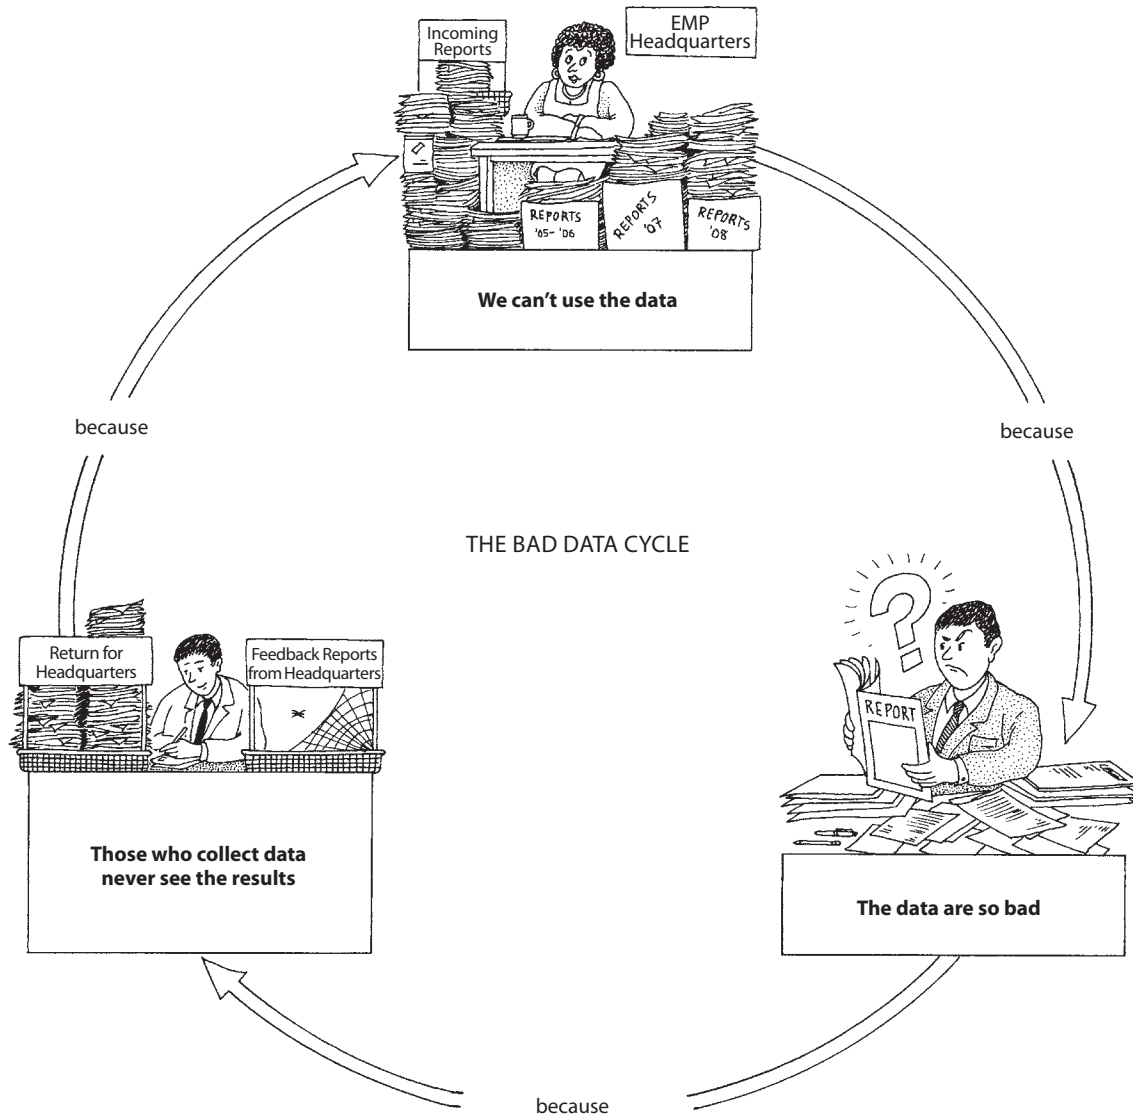 Incoming
Reports
EMP
Headquarters
REPORTS
'05- '06
REPORTS
'07
REPORTS
'08
We can't use the data
because
because
THE BAD DATA CYCLE
Return for
Headquarters
Feedback Reports
from Headquarters
?
REPORT
Those who collect data
never see the results
The data are so bad
because